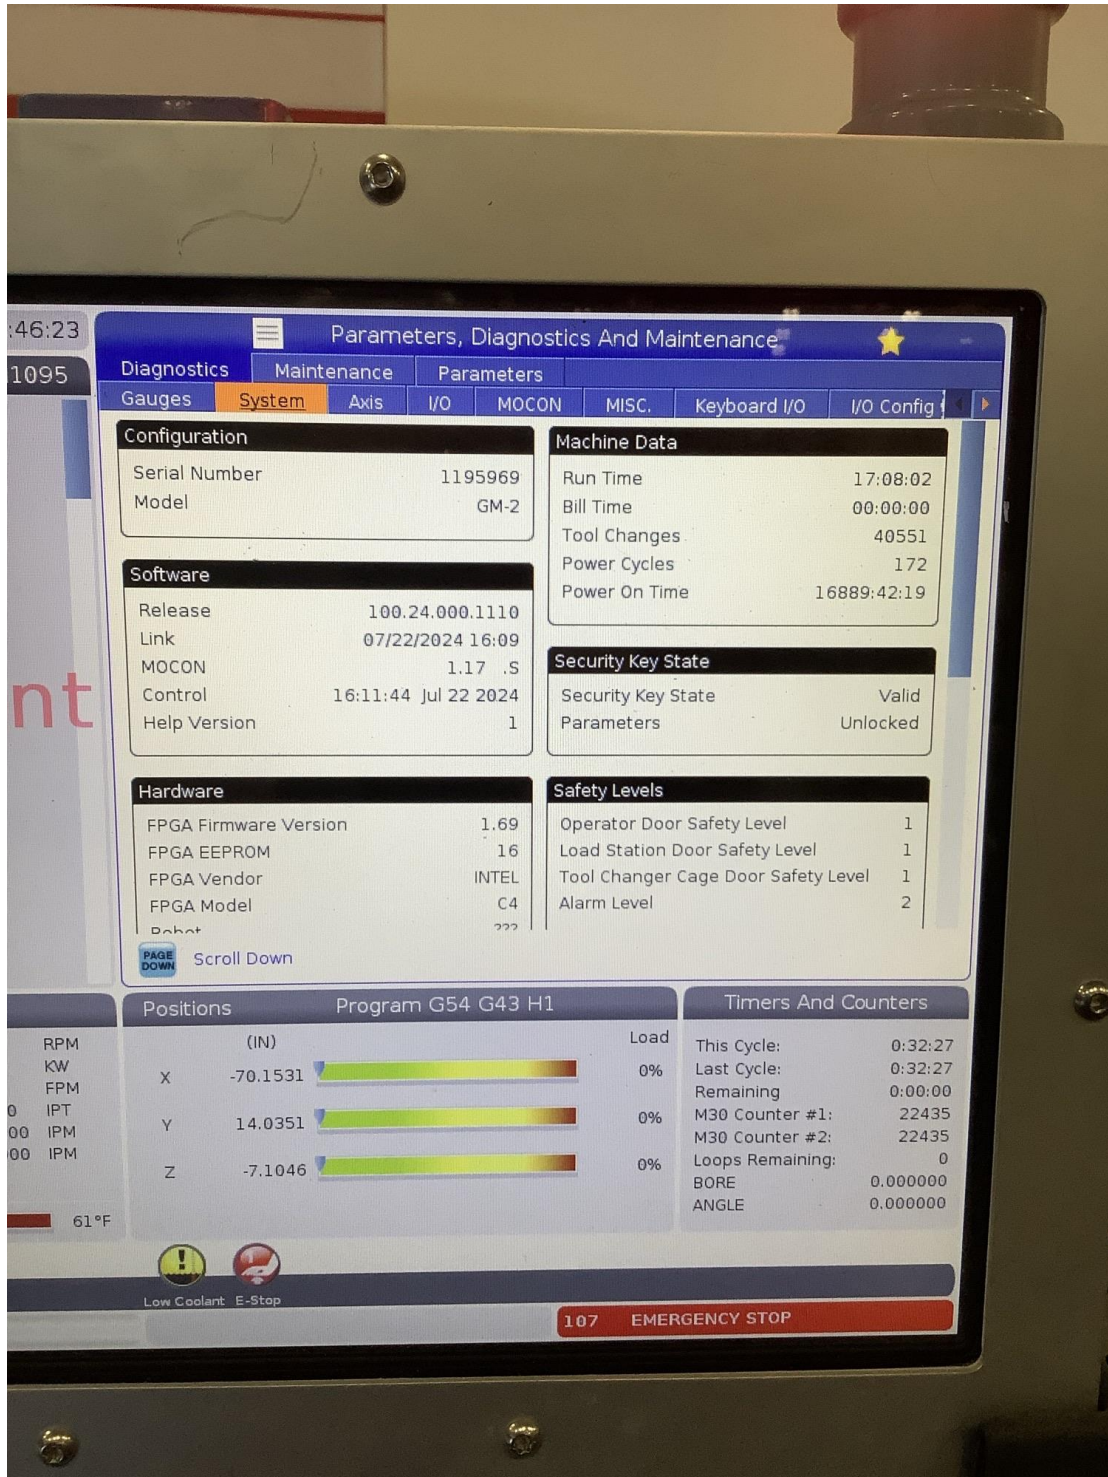 :46:23
1095
nt
Parameters, Diagnostics And Maintenance
Diagnostics Maintenance Parameters
Gauges System Axis I/O MOCON MISC. Keyboard I/O I/O Config
Configuration
Serial Number 1195969
Model GM-2
Software
Release 100.24.000.1110
Link 07/22/2024 16:09
MOCON 1.17 .S
Control 16:11:44 Jul 22 2024
Help Version 1
Hardware
FPGA Firmware Version 1.69
FPGA EEPROM 16
FPGA Vendor INTEL
FPGA Model C4
Robot ???
Machine Data
Run Time 17:08:02
Bill Time 00:00:00
Tool Changes 40551
Power Cycles 172
Power On Time 16889:42:19
Security Key State
Security Key State Valid
Parameters Unlocked
Safety Levels
Operator Door Safety Level 1
Load Station Door Safety Level 1
Tool Changer Cage Door Safety Level 1
Alarm Level 2
PAGE DOWN Scroll Down
RPM
KW
FPM
0 IPT
00 IPM
00 IPM
61°F
Positions Program G54 G43 H1
(IN) Load
X -70.1531 0%
Y 14.0351 0%
Z -7.1046 0%
Timers And Counters
This Cycle: 0:32:27
Last Cycle: 0:32:27
Remaining 0:00:00
M30 Counter #1: 22435
M30 Counter #2: 22435
Loops Remaining: 0
BORE 0.000000
ANGLE 0.000000
Low Coolant E-Stop
107 EMERGENCY STOP